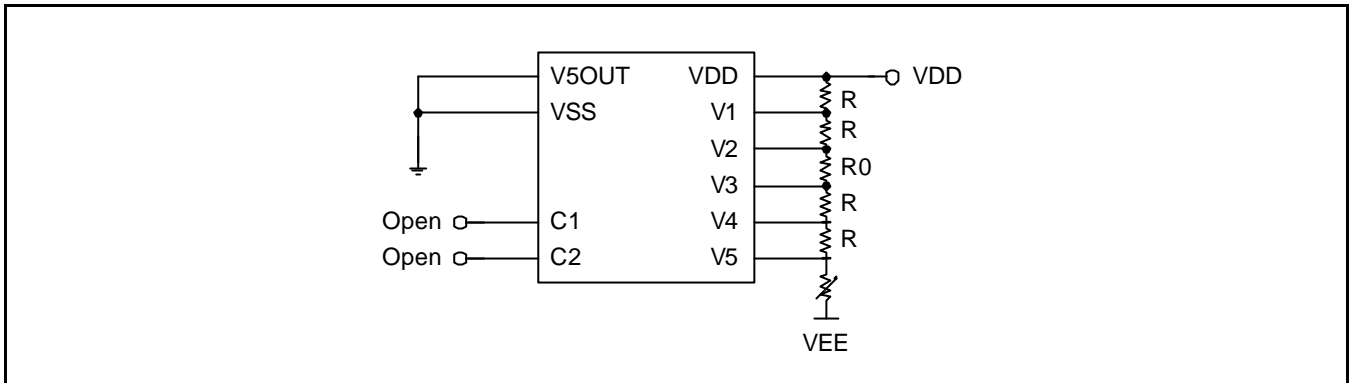 V5OUT VDD VDD
R
VSS V1
R
V2
R0
V3
R
Open C1 V4
R
Open C2 V5
VEE